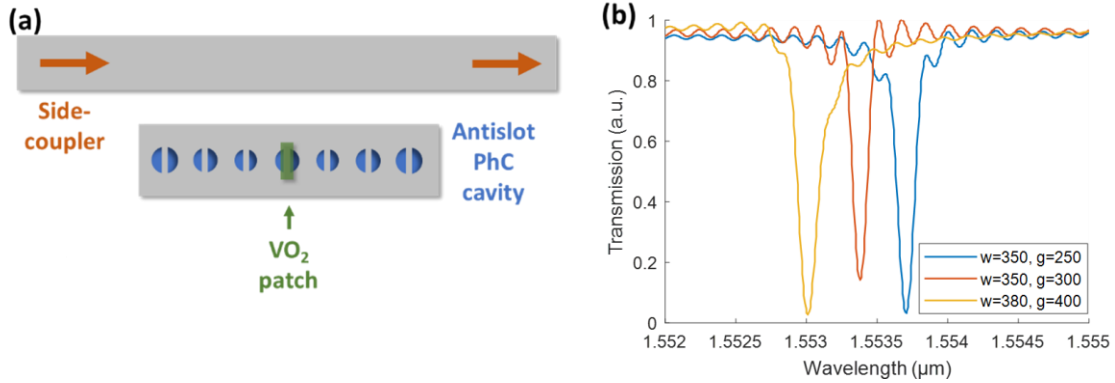 (a)
Side-
coupler
Antislot
PhC
cavity
VO₂
patch
(b)
Transmission (a.u.)
1
0.8
0.6
0.4
0.2
0
w=350, g=250
w=350, g=300
w=380, g=400
1.552
1.5525
1.553
1.5535
1.554
1.5545
1.555
Wavelength (μm)